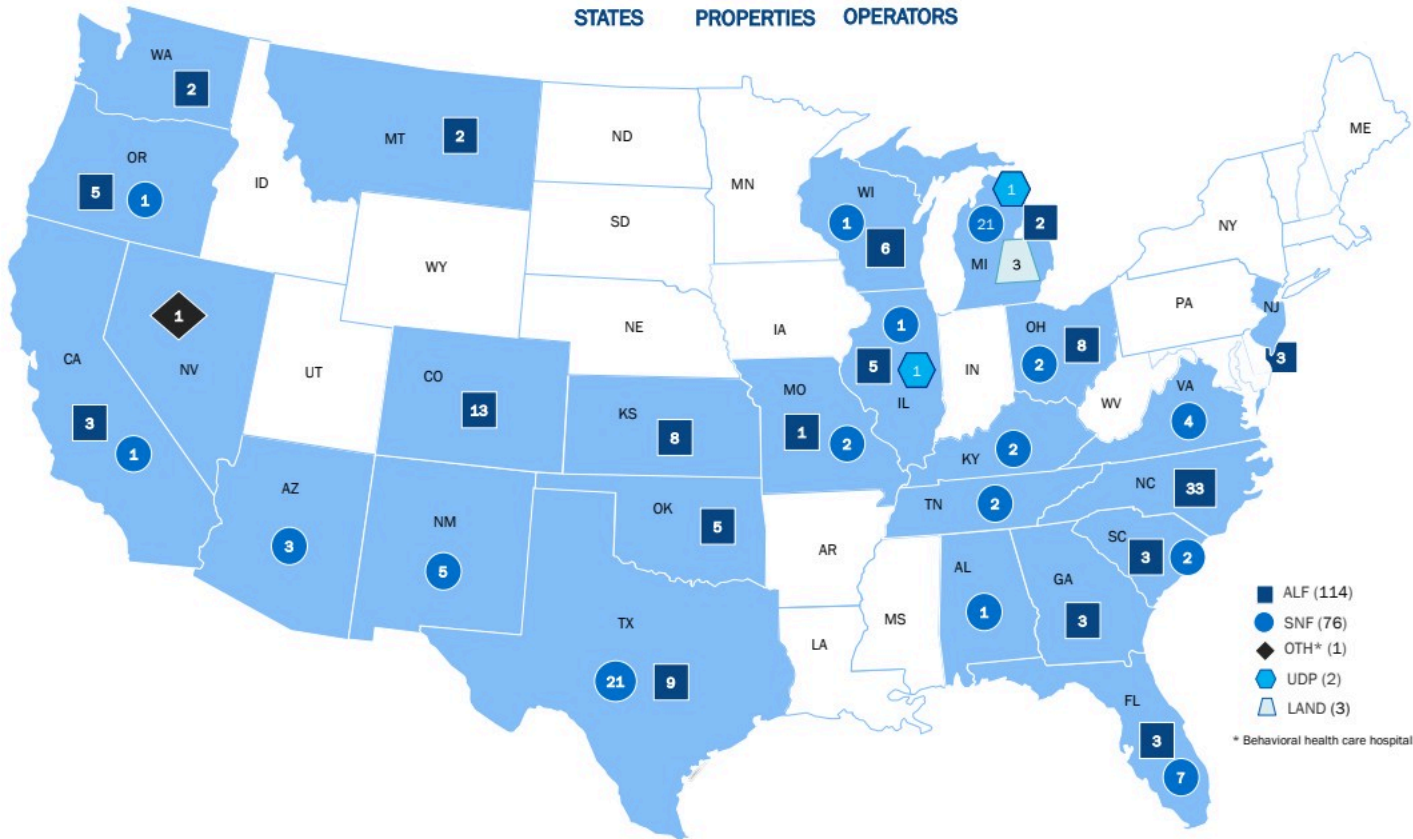 STATES PROPERTIES OPERATORS
WA
2
MT
2
ND
MN
ME
OR
5
1
ID
SD
WI
1
6
1
21
2
MI
3
NY
WY
NE
IA
PA
NJ
3
1
NV
CA
3
1
UT
CO
13
KS
8
MO
1
2
1
5
1
IL
IN
OH
2
8
WV
VA
4
KY
2
AZ
3
NM
5
OK
5
AR
TN
2
NC
33
SC
3
2
TX
21
9
LA
MS
AL
1
GA
3
FL
3
7
ALF (114)
SNF (76)
OTH* (1)
UDP (2)
LAND (3)
* Behavioral health care hospital